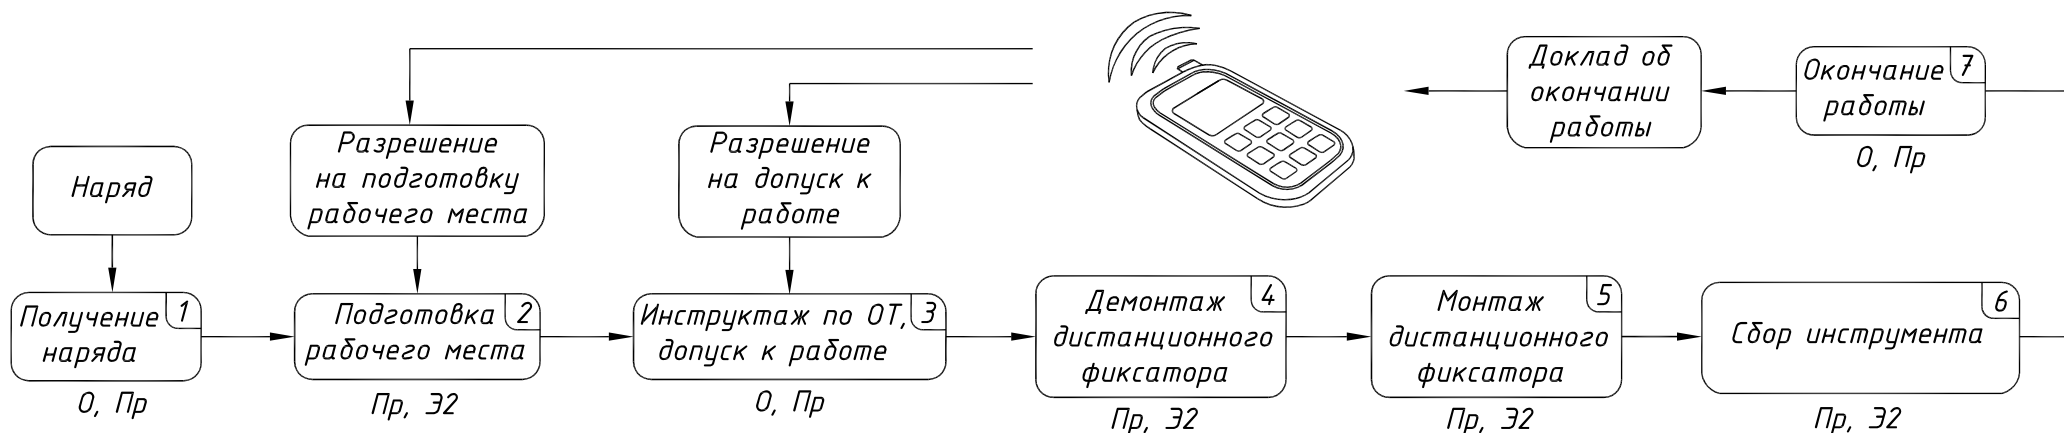 Наряд
Разрешение
на подготовку
рабочего места
Разрешение
на допуск к
работе
Доклад об
окончании
работы
Окончание
работы
7
О, Пр
Получение
наряда
1
О, Пр
Подготовка
рабочего места
2
Пр, Э2
Инструктаж по ОТ,
допуск к работе
3
О, Пр
Демонтаж
дистанционного
фиксатора
4
Пр, Э2
Монтаж
дистанционного
фиксатора
5
Пр, Э2
Сбор инструмента
6
Пр, Э2